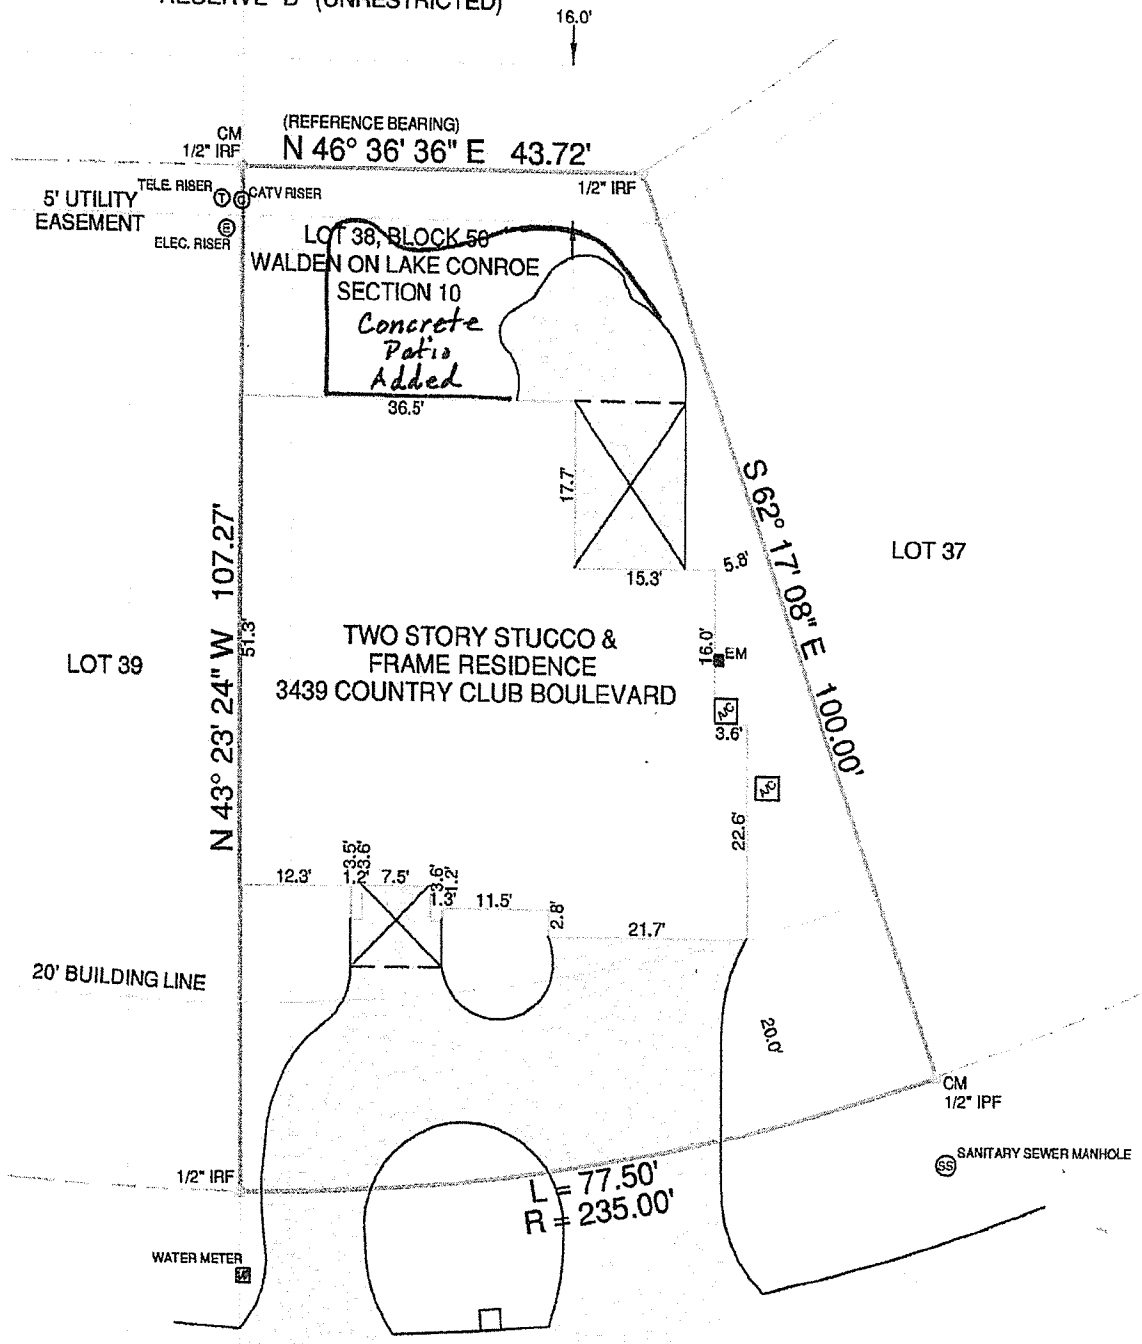 RESERVE "B" (UNRESTRICTED)
16.0'
(REFERENCE BEARING)
N 46° 36' 36" E 43.72'
CM
1/2" IRF
1/2" IRF
TELE. RISER
T
CATV RISER
5' UTILITY
EASEMENT
E
ELEC. RISER
LOT 38, BLOCK 50
WALDEN ON LAKE CONROE
SECTION 10
Concrete
Patio
Added
36.5'
17.7'
15.3'
5.8'
S 62° 17' 08" E 100.00'
LOT 37
N 43° 23' 24" W 107.27'
51.3'
LOT 39
TWO STORY STUCCO &
FRAME RESIDENCE
3439 COUNTRY CLUB BOULEVARD
16.0'
EM
3.6'
22.6'
12.3'
3.5'
3.6'
1.2'
7.5'
3.6'
1.2'
1.3'
11.5'
2.8'
21.7'
20' BUILDING LINE
20.0'
CM
1/2" IPF
SS
SANITARY SEWER MANHOLE
1/2" IRF
L = 77.50'
R = 235.00'
WATER METER